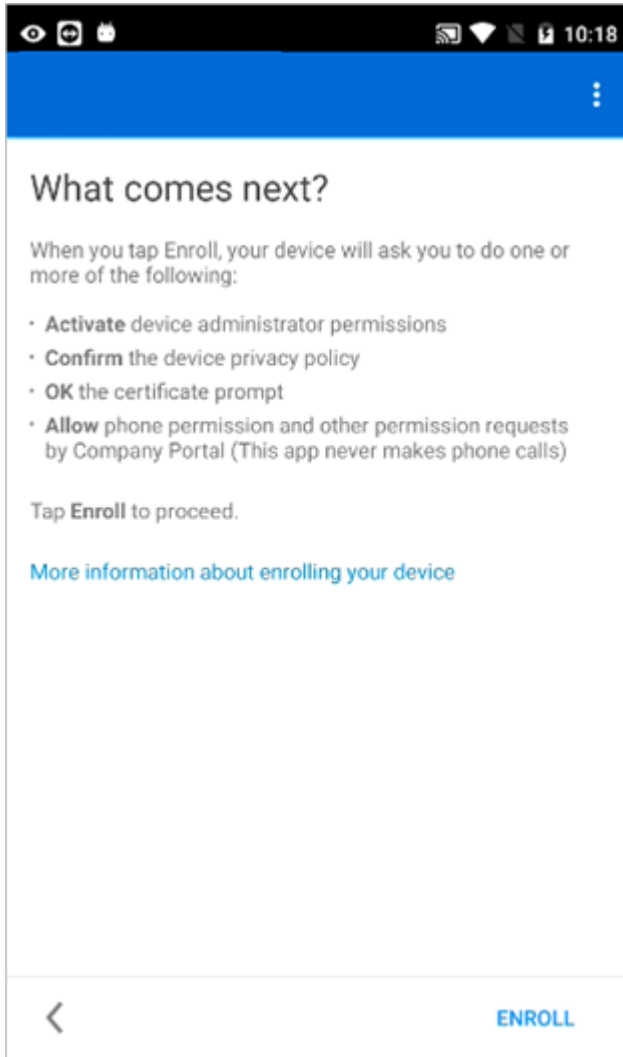 10:18
What comes next?
When you tap Enroll, your device will ask you to do one or
more of the following:
· Activate device administrator permissions
· Confirm the device privacy policy
· OK the certificate prompt
· Allow phone permission and other permission requests
by Company Portal (This app never makes phone calls)
Tap Enroll to proceed.
More information about enrolling your device
ENROLL